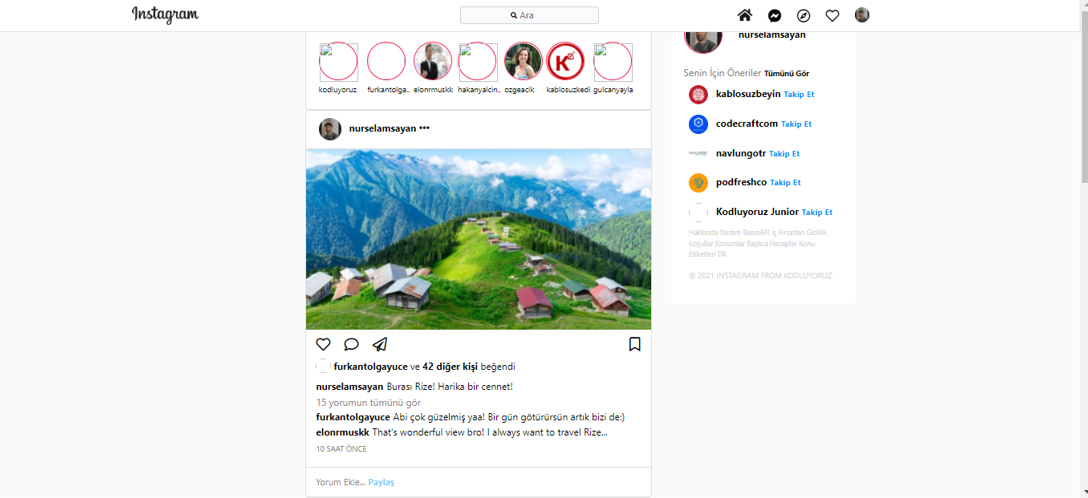 Instagram
Ara
kodluyoruz furkantolga.. elonrmuskk hakanyalcin.. ozgeacik kablosuzkedi gulcanyayla
nurselamsayan •••
furkantolgayuce ve 42 diğer kişi beğendi
nurselamsayan Burası Rize! Harika bir cennet!
15 yorumun tümünü gör
furkantolgayuce Abi çok güzelmiş yaa! Bir gün götürürsün artık bizi de:)
elonrmuskk That's wonderful view bro! I always want to travel Rize...
10 SAAT ÖNCE
Yorum Ekle... Paylaş
nurselamsayan
Senin İçin Öneriler Tümünü Gör
kablosuzbeyin Takip Et
codecraftcom Takip Et
navlungotr Takip Et
podfreshco Takip Et
Kodluyoruz Junior Takip Et
Hakkında Yardım BasınAPI İş Fırsatları Gizlilik
Koşullar Konumlar Başlıca Hesaplar Konu
Etiketleri Dil
© 2021 INSTAGRAM FROM KODLUYORUZ